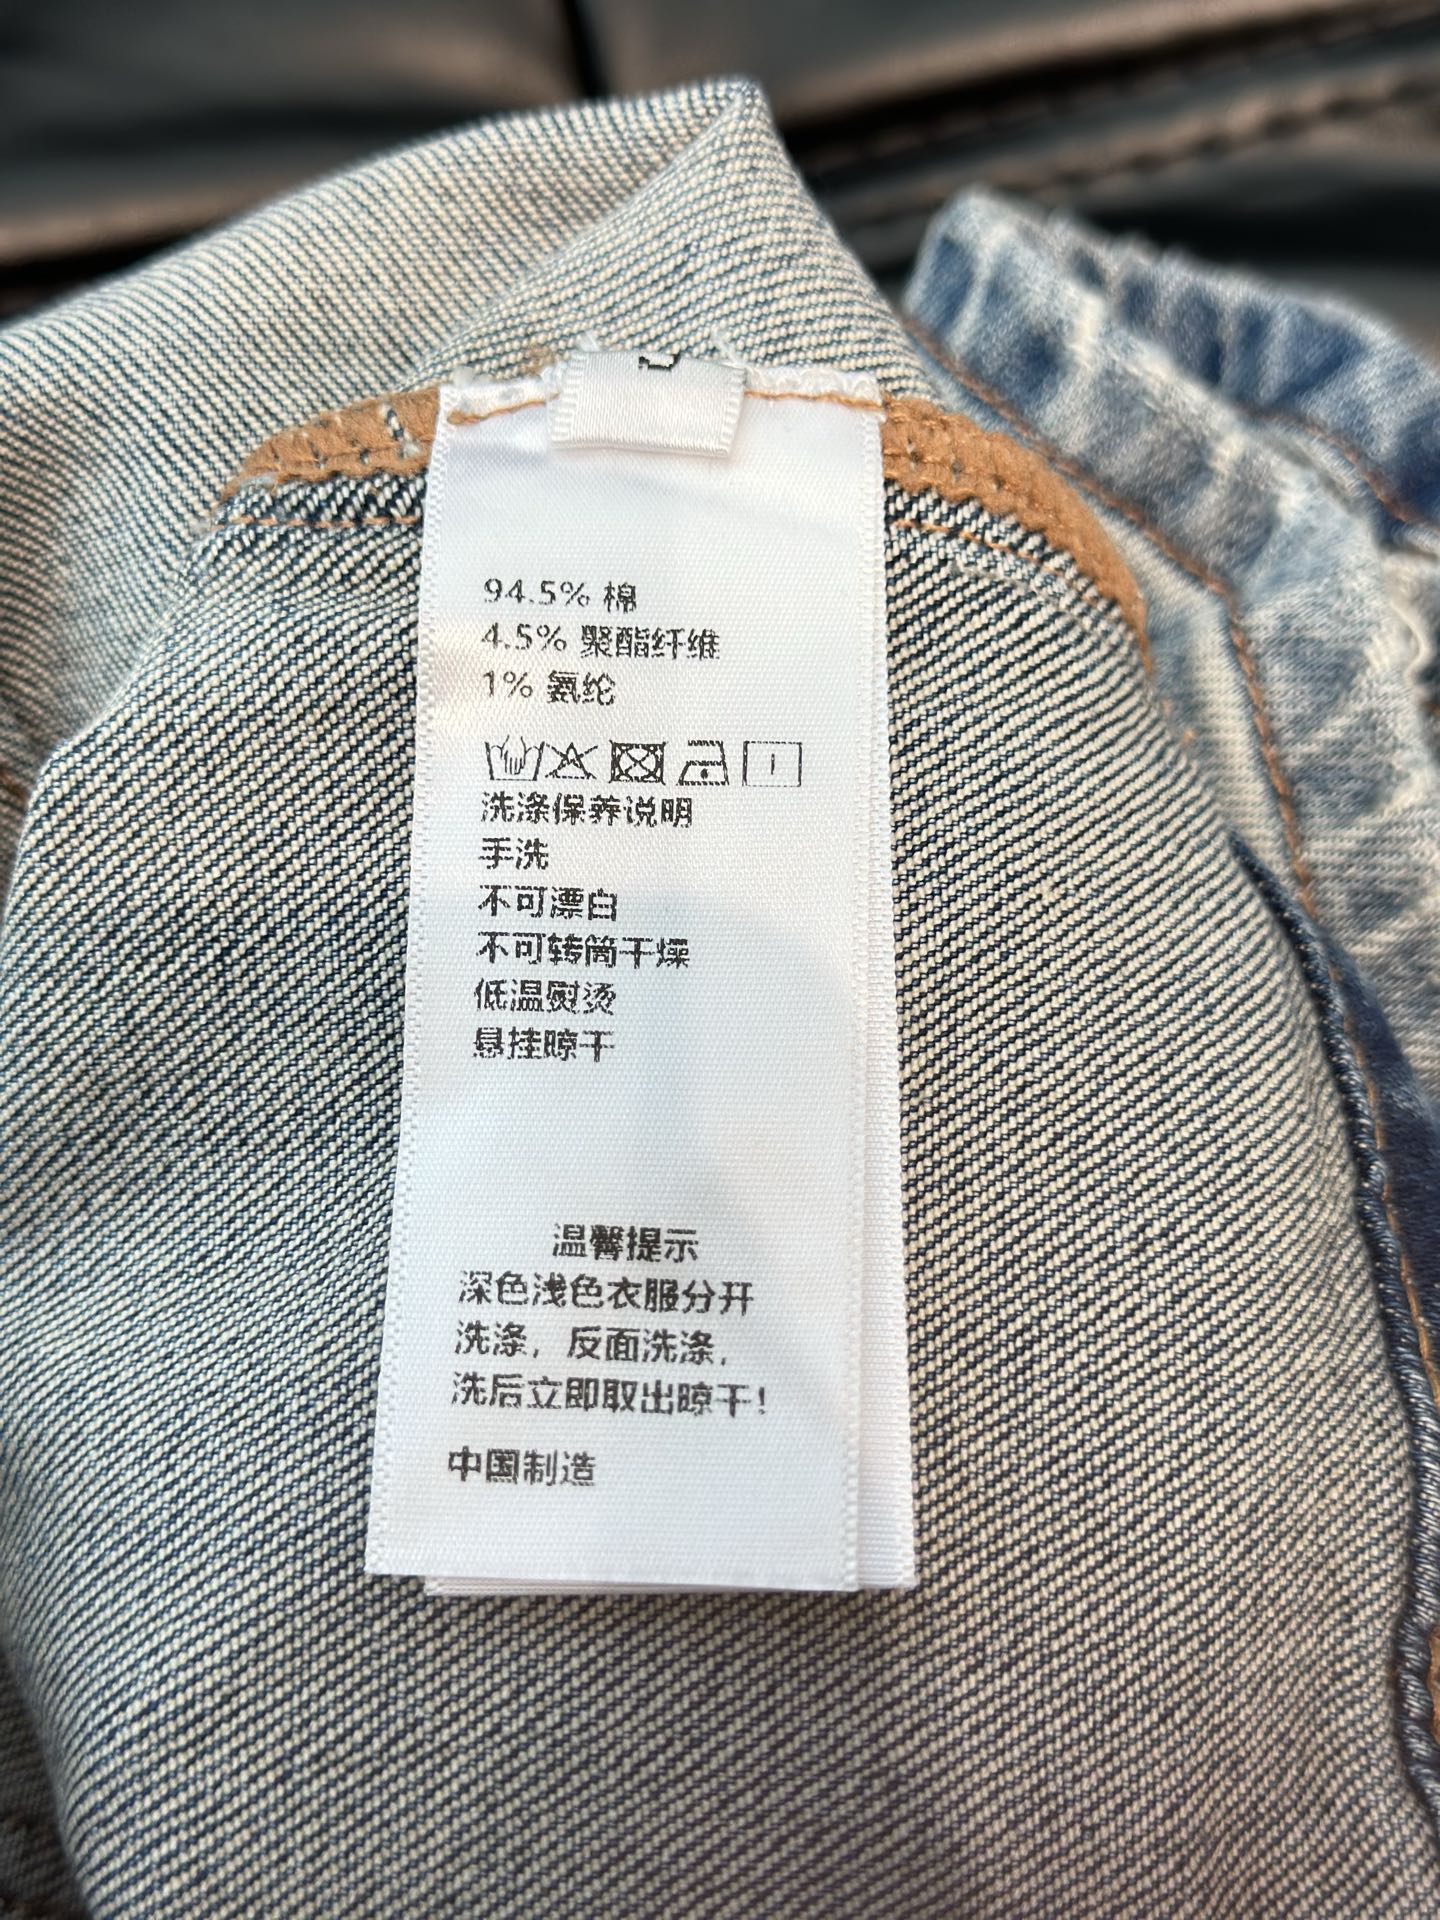 94.5% 棉
4.5% 聚酯纤维
1% 氨纶
洗涤保养说明
手洗
不可漂白
不可转筒干燥
低温熨烫
悬挂晾干
温馨提示
深色浅色衣服分开
洗涤，反面洗涤，
洗后立即取出晾干！
中国制造